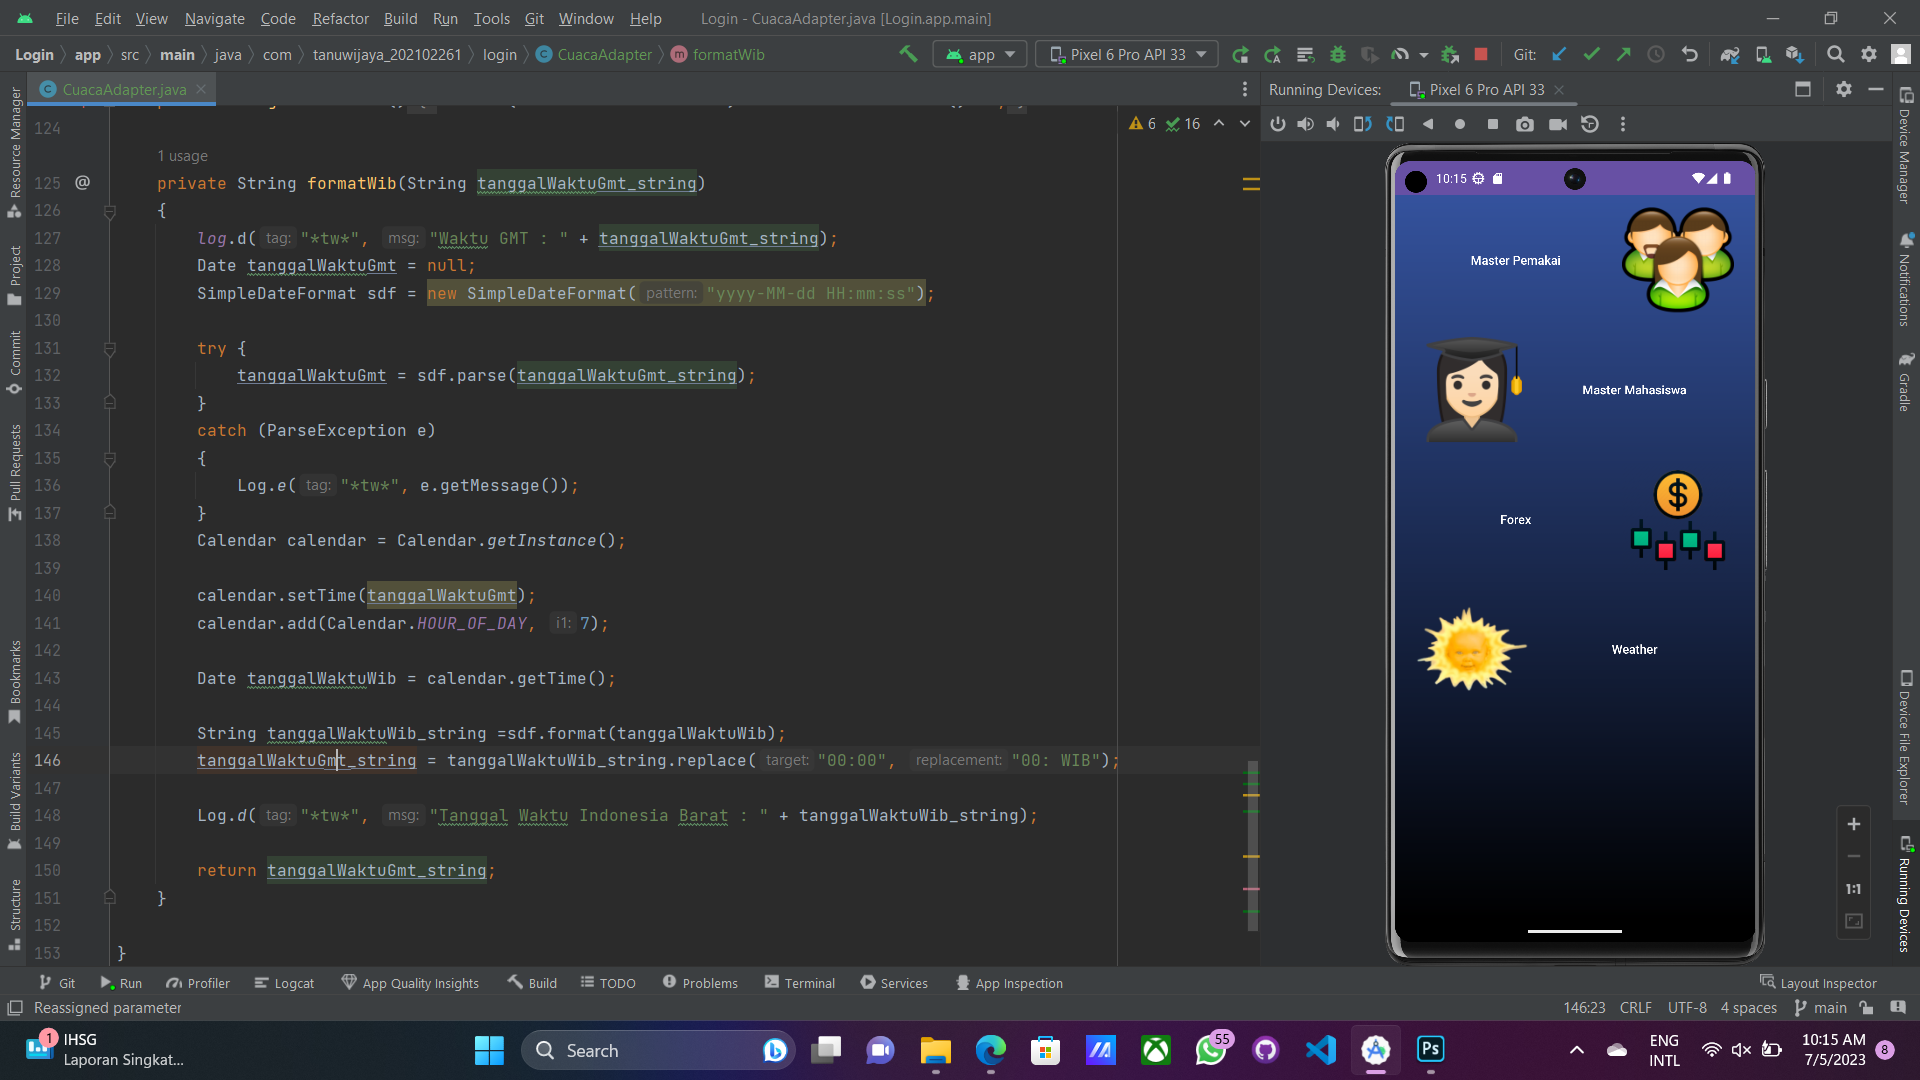 File Edit View Navigate Code Refactor Build Run Tools Git Window Help Login - CuacaAdapter.java [Login.app.main]
Login app src main java com tanuwijaya_202102261 login CuacaAdapter formatWib app Pixel 6 Pro API 33 Git:
CuacaAdapter.java
Running Devices: Pixel 6 Pro API 33
6 16
124
1 usage
125 @ private String formatWib(String tanggalWaktuGmt_string)
126 {
127 log.d( tag: "*tw*", msg: "Waktu GMT : " + tanggalWaktuGmt_string);
128 Date tanggalWaktuGmt = null;
129 SimpleDateFormat sdf = new SimpleDateFormat( pattern: "yyyy-MM-dd HH:mm:ss");
130
131 try {
132 tanggalWaktuGmt = sdf.parse(tanggalWaktuGmt_string);
133 }
134 catch (ParseException e)
135 {
136 Log.e( tag: "*tw*", e.getMessage());
137 }
138 Calendar calendar = Calendar.getInstance();
139
140 calendar.setTime(tanggalWaktuGmt);
141 calendar.add(Calendar.HOUR_OF_DAY, i1: 7);
142
143 Date tanggalWaktuWib = calendar.getTime();
144
145 String tanggalWaktuWib_string =sdf.format(tanggalWaktuWib);
146 tanggalWaktuGmt_string = tanggalWaktuWib_string.replace( target: "00:00", replacement: "00: WIB");
147
148 Log.d( tag: "*tw*", msg: "Tanggal Waktu Indonesia Barat : " + tanggalWaktuWib_string);
149
150 return tanggalWaktuGmt_string;
151 }
152
153 }
Resource Manager
Project
Commit
Pull Requests
Bookmarks
Build Variants
Structure
10:15
Master Pemakai
Master Mahasiswa
Forex
Weather
1:1
Device Manager
Notifications
Gradle
Device File Explorer
Running Devices
Git Run Profiler Logcat App Quality Insights Build TODO Problems Terminal Services App Inspection Layout Inspector
Reassigned parameter 146:23 CRLF UTF-8 4 spaces main
1 IHSG
Laporan Singkat...
Search
55
Ps
ENG
INTL
10:15 AM
7/5/2023
8